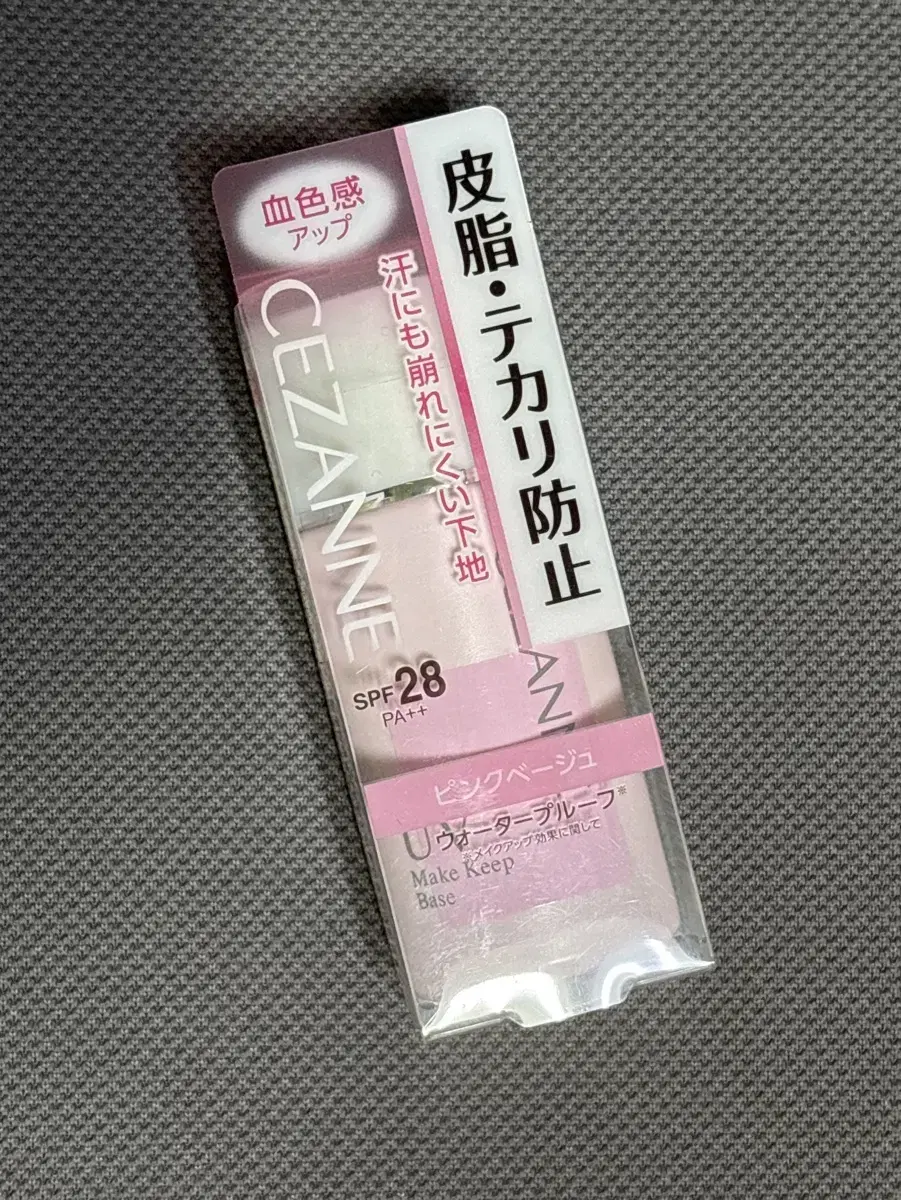 血色感
アップ
皮脂・テカリ防止
汗にも崩れにくい下地
CEZANNE
SPF28
PA++
ピンクベージュ
ウォータープルーフ※
※メイクアップ効果に関して
UV
Make Keep
Base